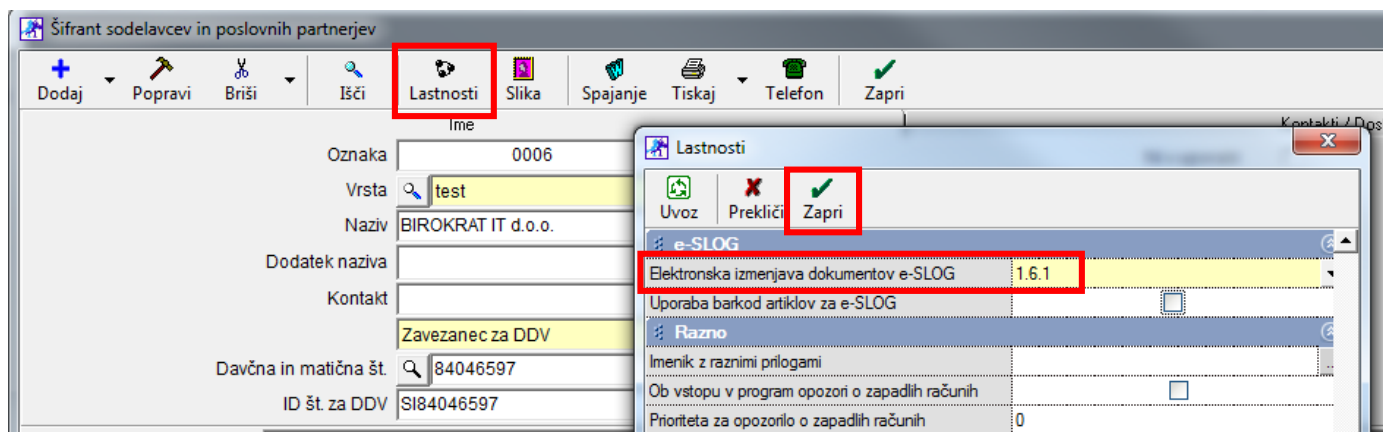 Šifrant sodelavcev in poslovnih partnerjev
Dodaj Popravi Briši Išči Lastnosti Slika Spajanje Tiskaj Telefon Zapri
Ime
Oznaka 0006
Vrsta test
Naziv BIROKRAT IT d.o.o.
Dodatek naziva
Kontakt
Zavezanec za DDV
Davčna in matična št. 84046597
ID št. za DDV SI84046597
Kontakti / Dos
Lastnosti
Uvoz Prekliči Zapri
e-SLOG
Elektronska izmenjava dokumentov e-SLOG 1.6.1
Uporaba barkod artiklov za e-SLOG
Razno
Imenik z raznimi prilogami ...
Ob vstopu v program opozori o zapadlih računih
Prioriteta za opozorilo o zapadlih računih 0